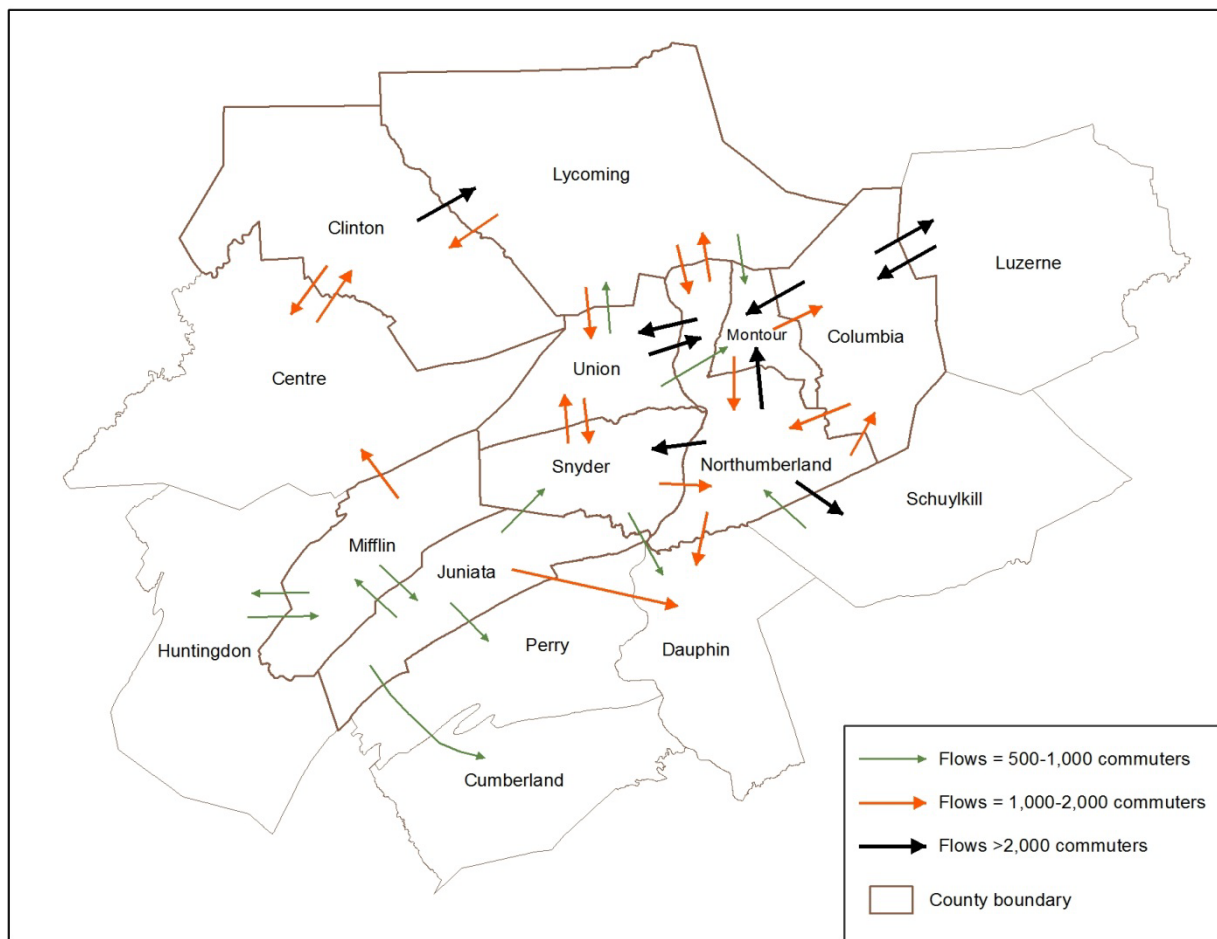 Lycoming
Clinton
Luzerne
Montour
Columbia
Union
Centre
Snyder
Northumberland
Schuylkill
Mifflin
Juniata
Huntingdon
Perry
Dauphin
Cumberland
Flows = 500-1,000 commuters
Flows = 1,000-2,000 commuters
Flows >2,000 commuters
County boundary